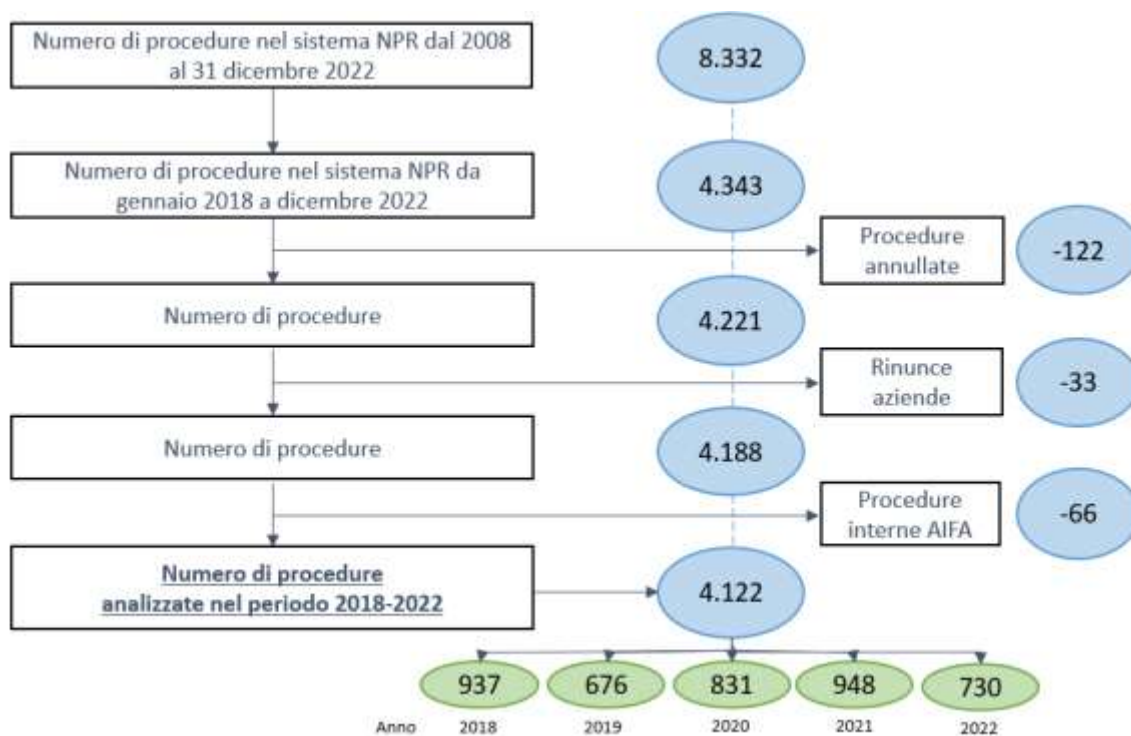 Numero di procedure nel sistema NPR dal 2008
al 31 dicembre 2022
8.332
Numero di procedure nel sistema NPR da
gennaio 2018 a dicembre 2022
4.343
Procedure
annullate
-122
Numero di procedure
4.221
Rinunce
aziende
-33
Numero di procedure
4.188
Procedure
interne AIFA
-66
Numero di procedure
analizzate nel periodo 2018-2022
4.122
937 676 831 948 730
Anno 2018 2019 2020 2021 2022